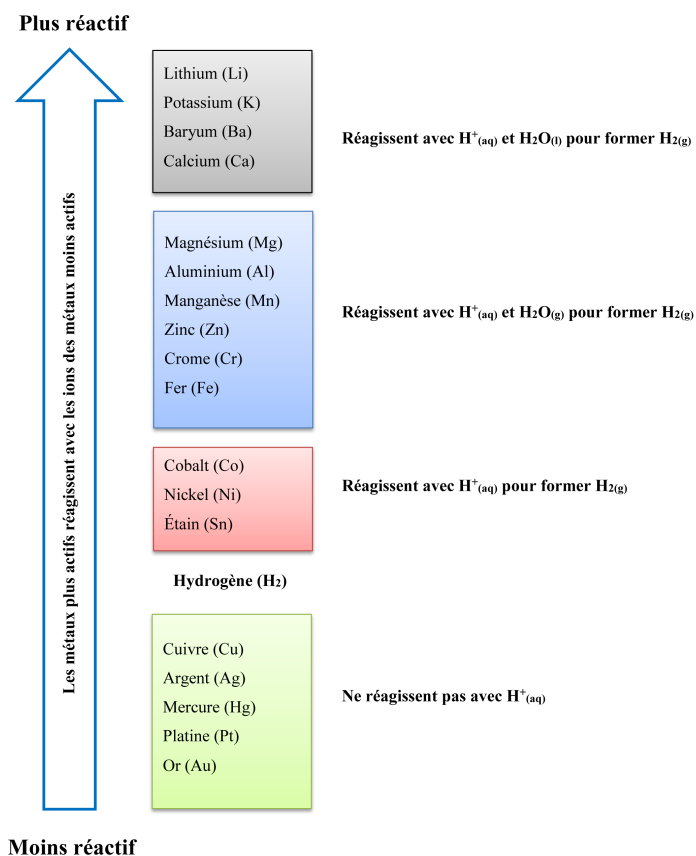 Plus réactif
Lithium (Li)
Potassium (K)
Baryum (Ba)
Calcium (Ca)
Réagissent avec H⁺(aq) et H₂O(l) pour former H₂(g)
Les métaux plus actifs réagissent avec les ions des métaux moins actifs
Magnésium (Mg)
Aluminium (Al)
Manganèse (Mn)
Zinc (Zn)
Crome (Cr)
Fer (Fe)
Réagissent avec H⁺(aq) et H₂O(g) pour former H₂(g)
Cobalt (Co)
Nickel (Ni)
Étain (Sn)
Réagissent avec H⁺(aq) pour former H₂(g)
Hydrogène (H₂)
Cuivre (Cu)
Argent (Ag)
Mercure (Hg)
Platine (Pt)
Or (Au)
Ne réagissent pas avec H⁺(aq)
Moins réactif